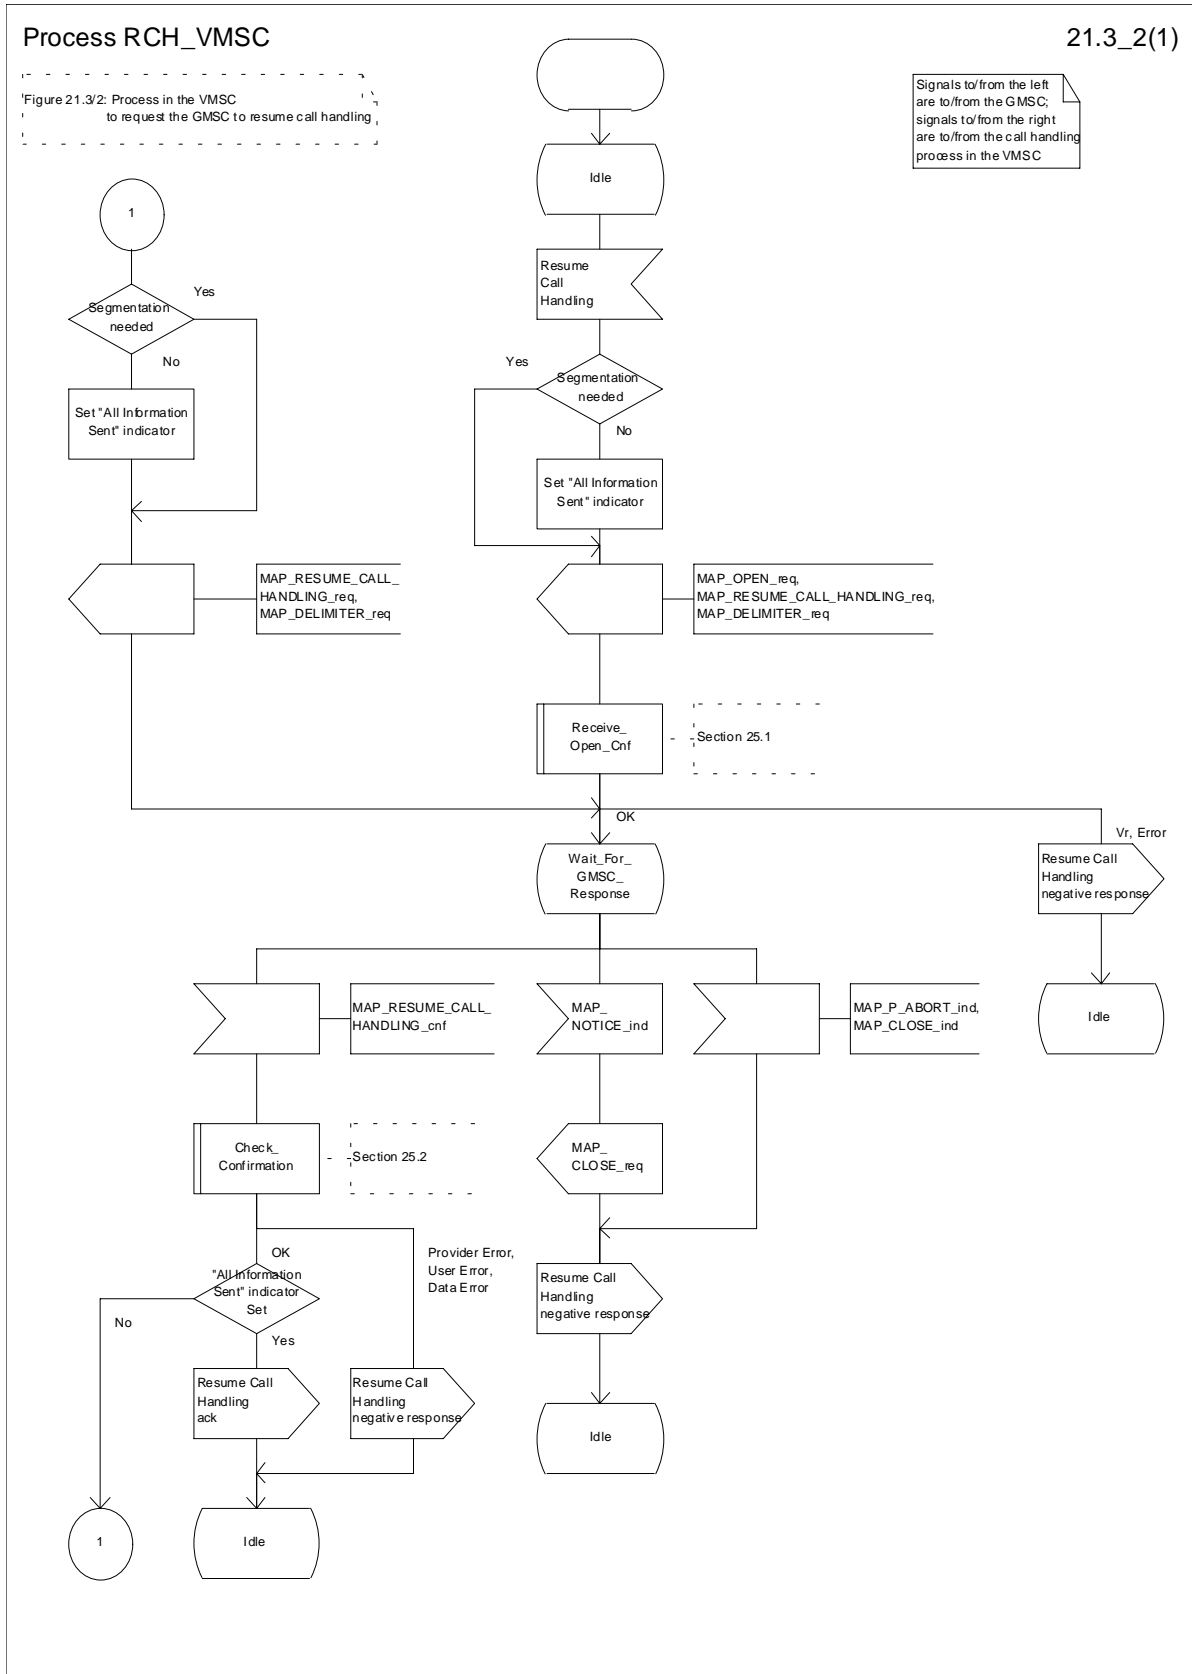 Process RCH_VMSC
21.3_2(1)
Figure 21.3/2: Process in the VMSC
to request the GMSC to resume call handling
Signals to/from the left
are to/from the GMSC;
signals to/from the right
are to/from the call handling
process in the VMSC
Idle
1
Resume
Call
Handling
Segmentation
needed
Yes
No
Set "All Information
Sent" indicator
Yes
Segmentation
needed
No
Set "All Information
Sent" indicator
MAP_RESUME_CALL_
HANDLING_req,
MAP_DELIMITER_req
MAP_OPEN_req,
MAP_RESUME_CALL_HANDLING_req,
MAP_DELIMITER_req
Receive_
Open_Cnf
Section 25.1
OK
Vr, Error
Wait_For_
GMSC_
Response
Resume Call
Handling
negative response
MAP_RESUME_CALL_
HANDLING_cnf
MAP_
NOTICE_ind
MAP_P_ABORT_ind,
MAP_CLOSE_ind
Idle
Check_
Confirmation
Section 25.2
MAP_
CLOSE_req
OK
Provider Error,
User Error,
Data Error
"All Information
Sent" indicator
Set
No
Yes
Resume Call
Handling
negative response
Resume Call
Handling
ack
Resume Call
Handling
negative response
Idle
1
Idle